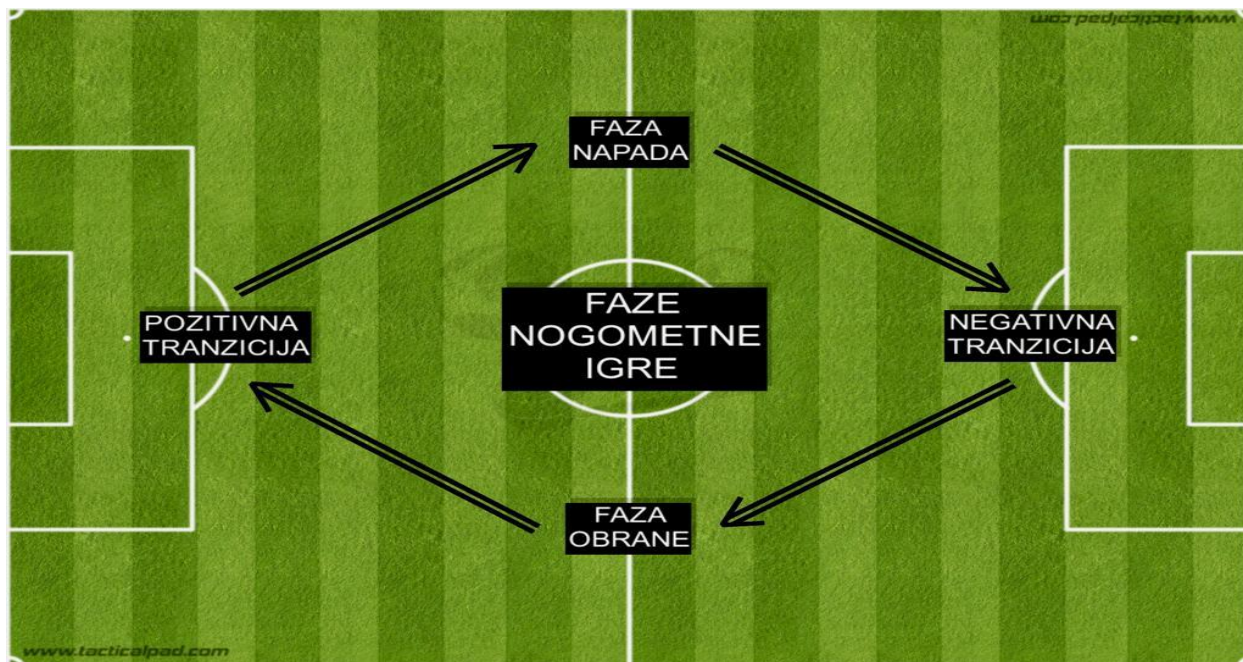 www.tacticalpad.com
FAZA
NAPADA
POZITIVNA
TRANZICIJA
FAZE
NOGOMETNE
IGRE
NEGATIVNA
TRANZICIJA
FAZA
OBRANE
www.tacticalpad.com